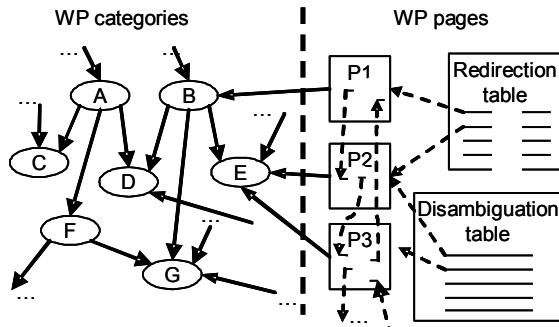 WP categories
WP pages
...
...
P1
Redirection
table
A
B
...
...
C
D
E
P2
Disambiguation
table
F
...
P3
G
...
...
...